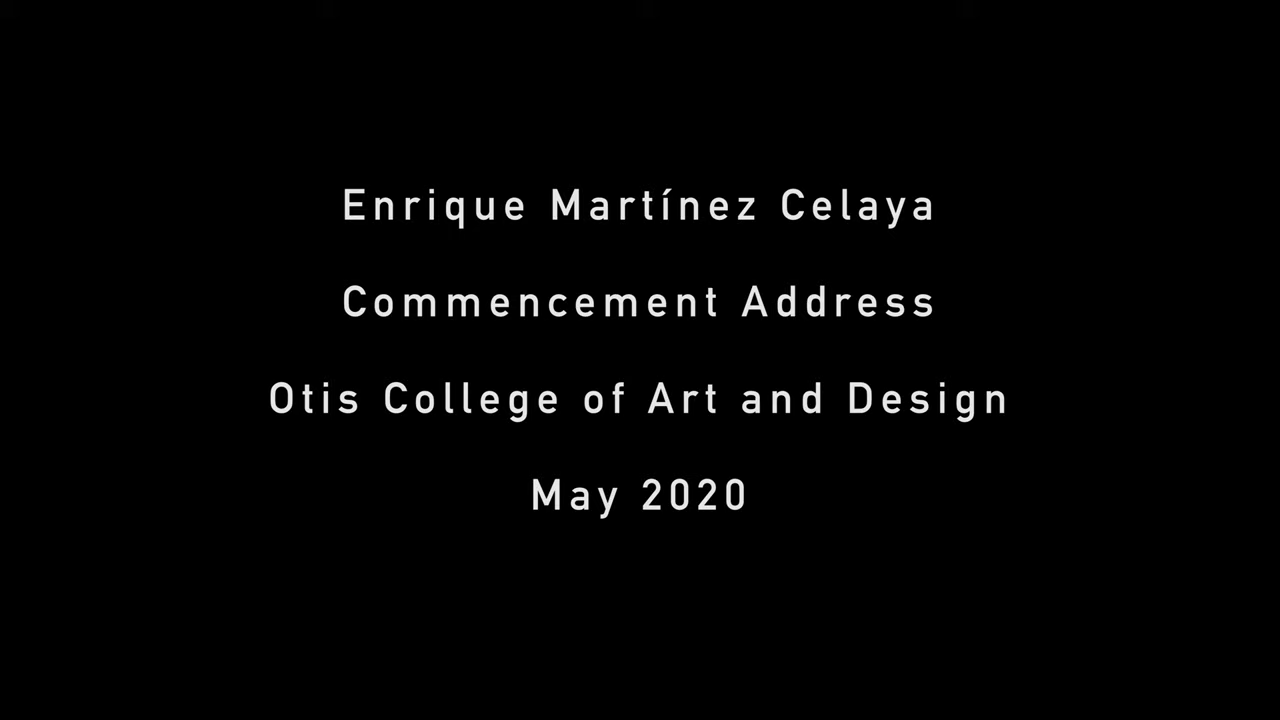 Enrique Martínez Celaya
Commencement Address
Otis College of Art and Design
May 2020